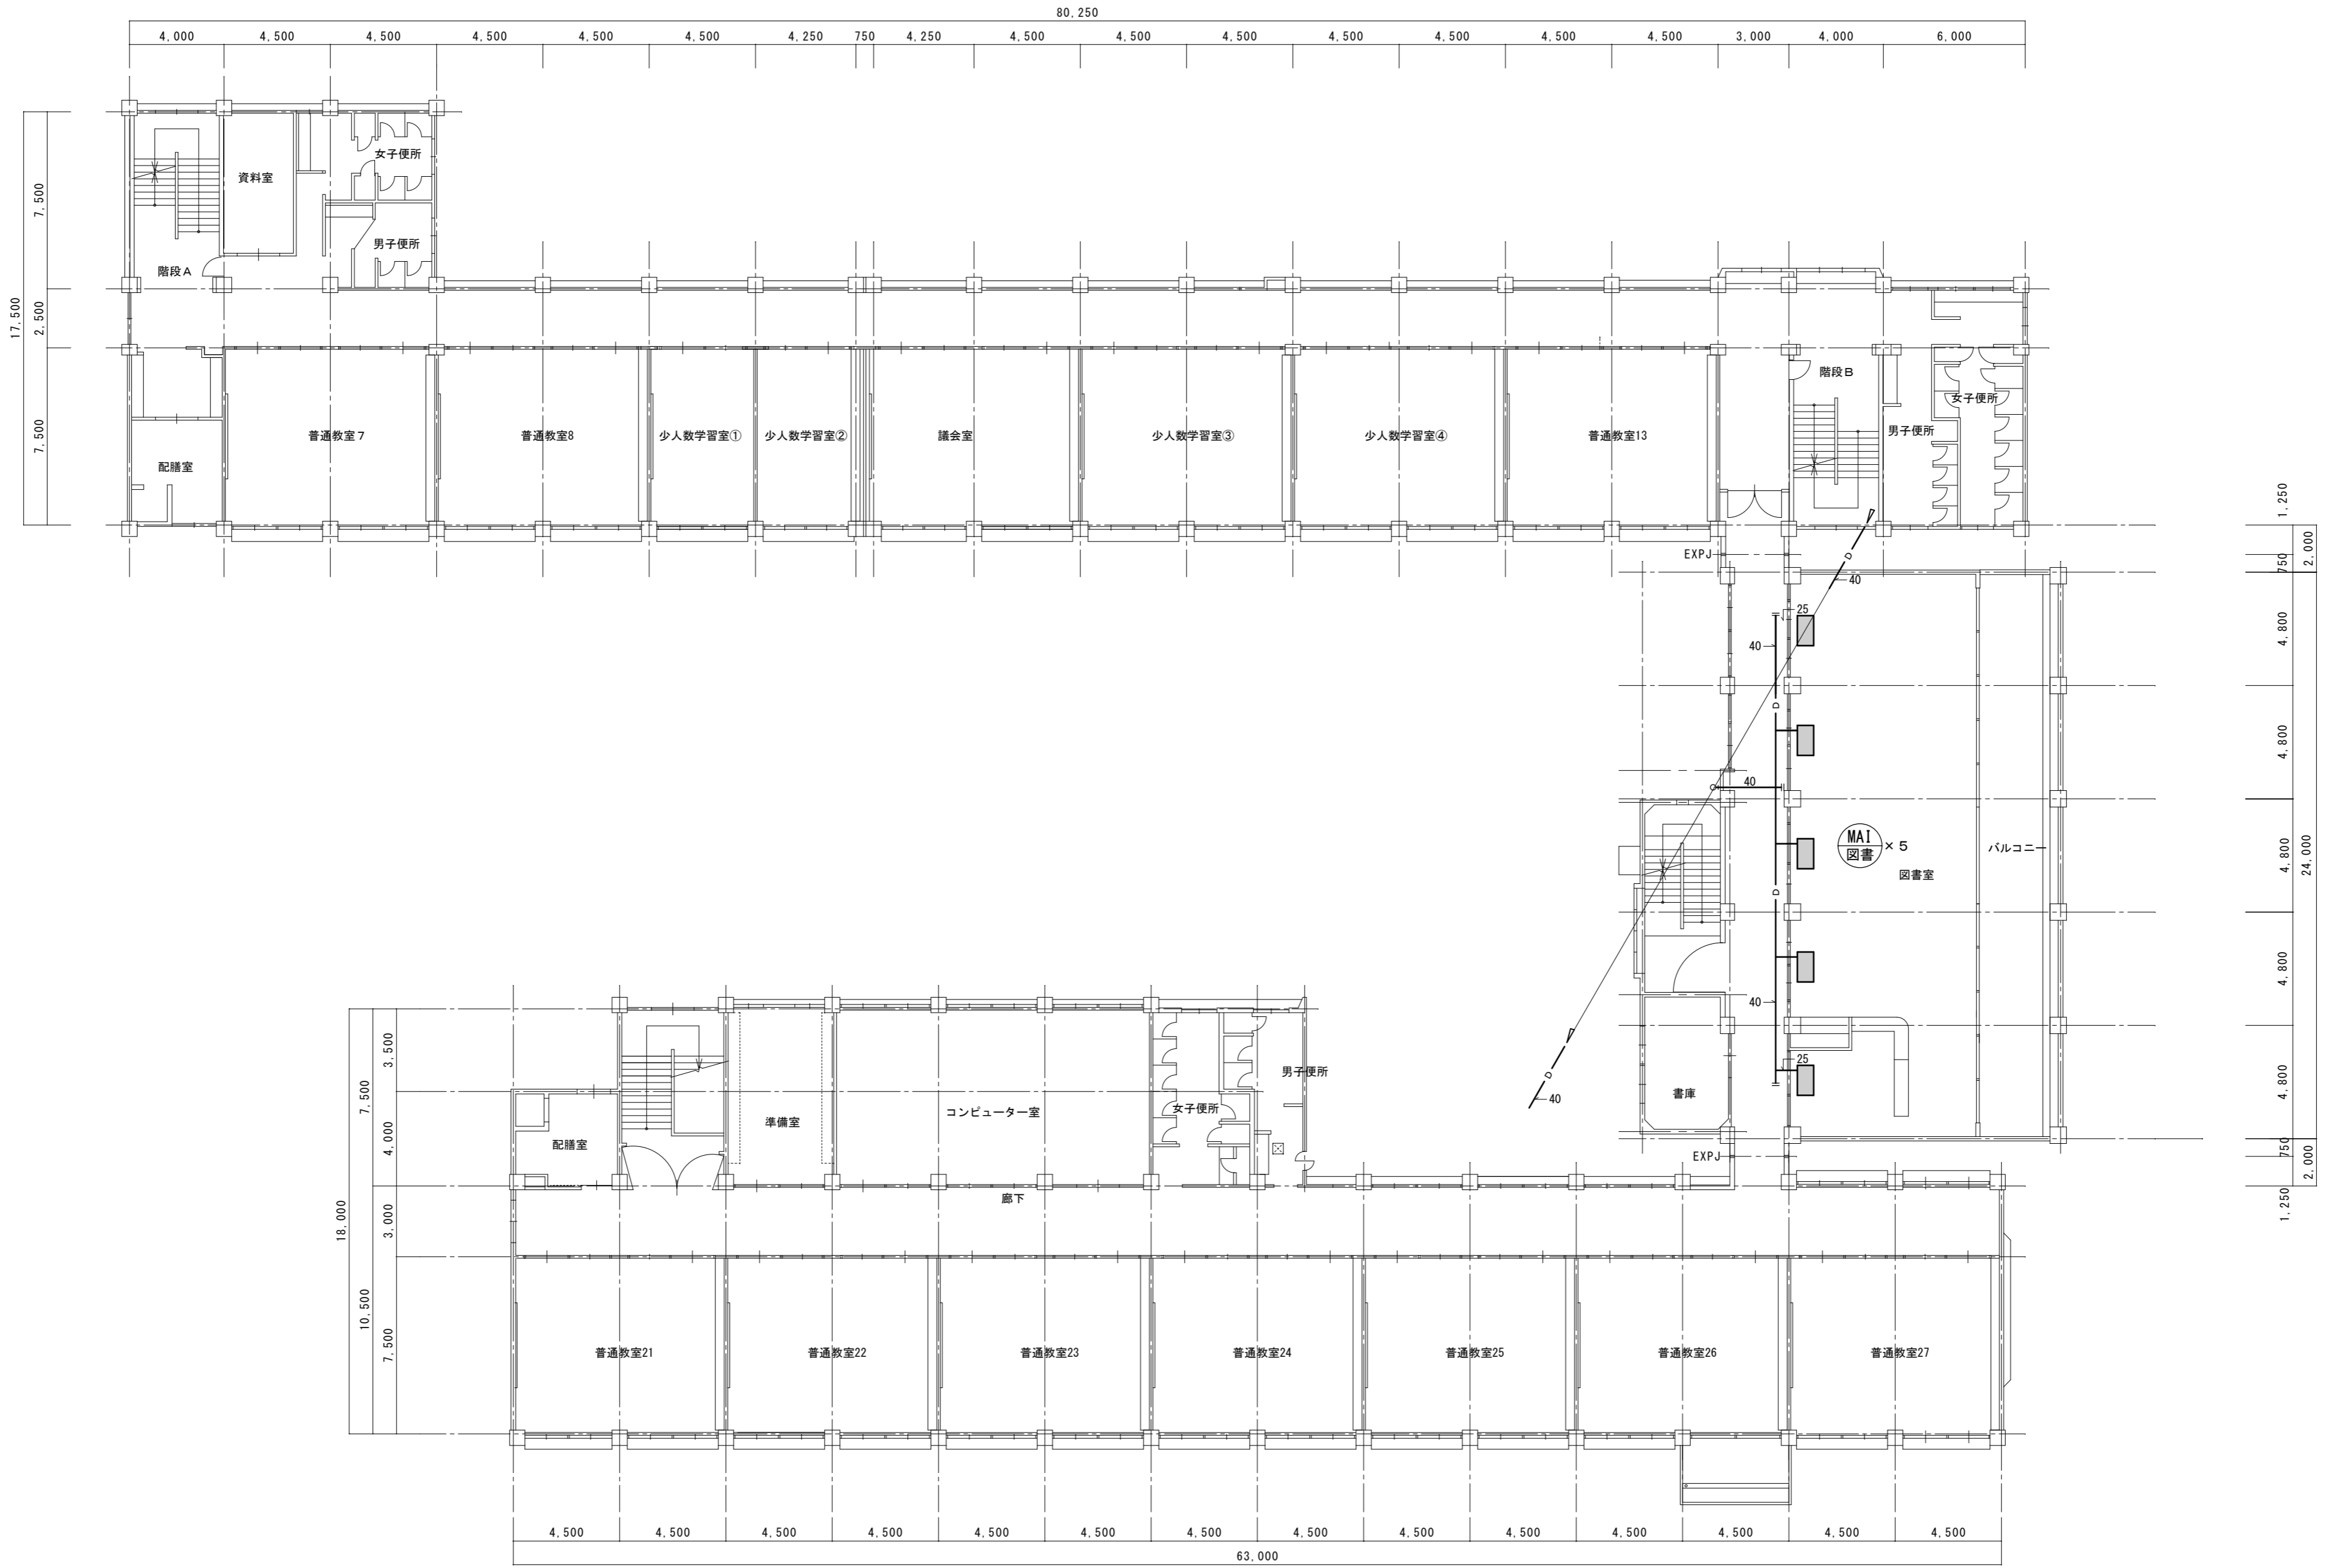 80,250
4,000 4,500 4,500 4,500 4,500 4,500 4,250 750 4,250 4,500 4,500 4,500 4,500 4,500 4,500 4,500 3,000 4,000 6,000
17,500
7,500
2,500
7,500
女子便所
資料室
男子便所
階段A
普通教室7
普通教室8
少人数学習室①
少人数学習室②
議会室
少人数学習室③
少人数学習室④
普通教室13
配膳室
階段B
女子便所
男子便所
EXPJ
D
40
25
40
D
40
MAI
図書
×5
図書室
バルコニー
D
40
25
D
40
書庫
EXPJ
1,250
750
2,000
4,800
4,800
4,800
4,800
4,800
24,000
750
2,000
1,250
18,000
7,500
10,500
3,500
4,000
3,000
7,500
配膳室
準備室
コンピューター室
女子便所
男子便所
廊下
普通教室21
普通教室22
普通教室23
普通教室24
普通教室25
普通教室26
普通教室27
4,500 4,500 4,500 4,500 4,500 4,500 4,500 4,500 4,500 4,500 4,500 4,500 4,500 4,500
63,000